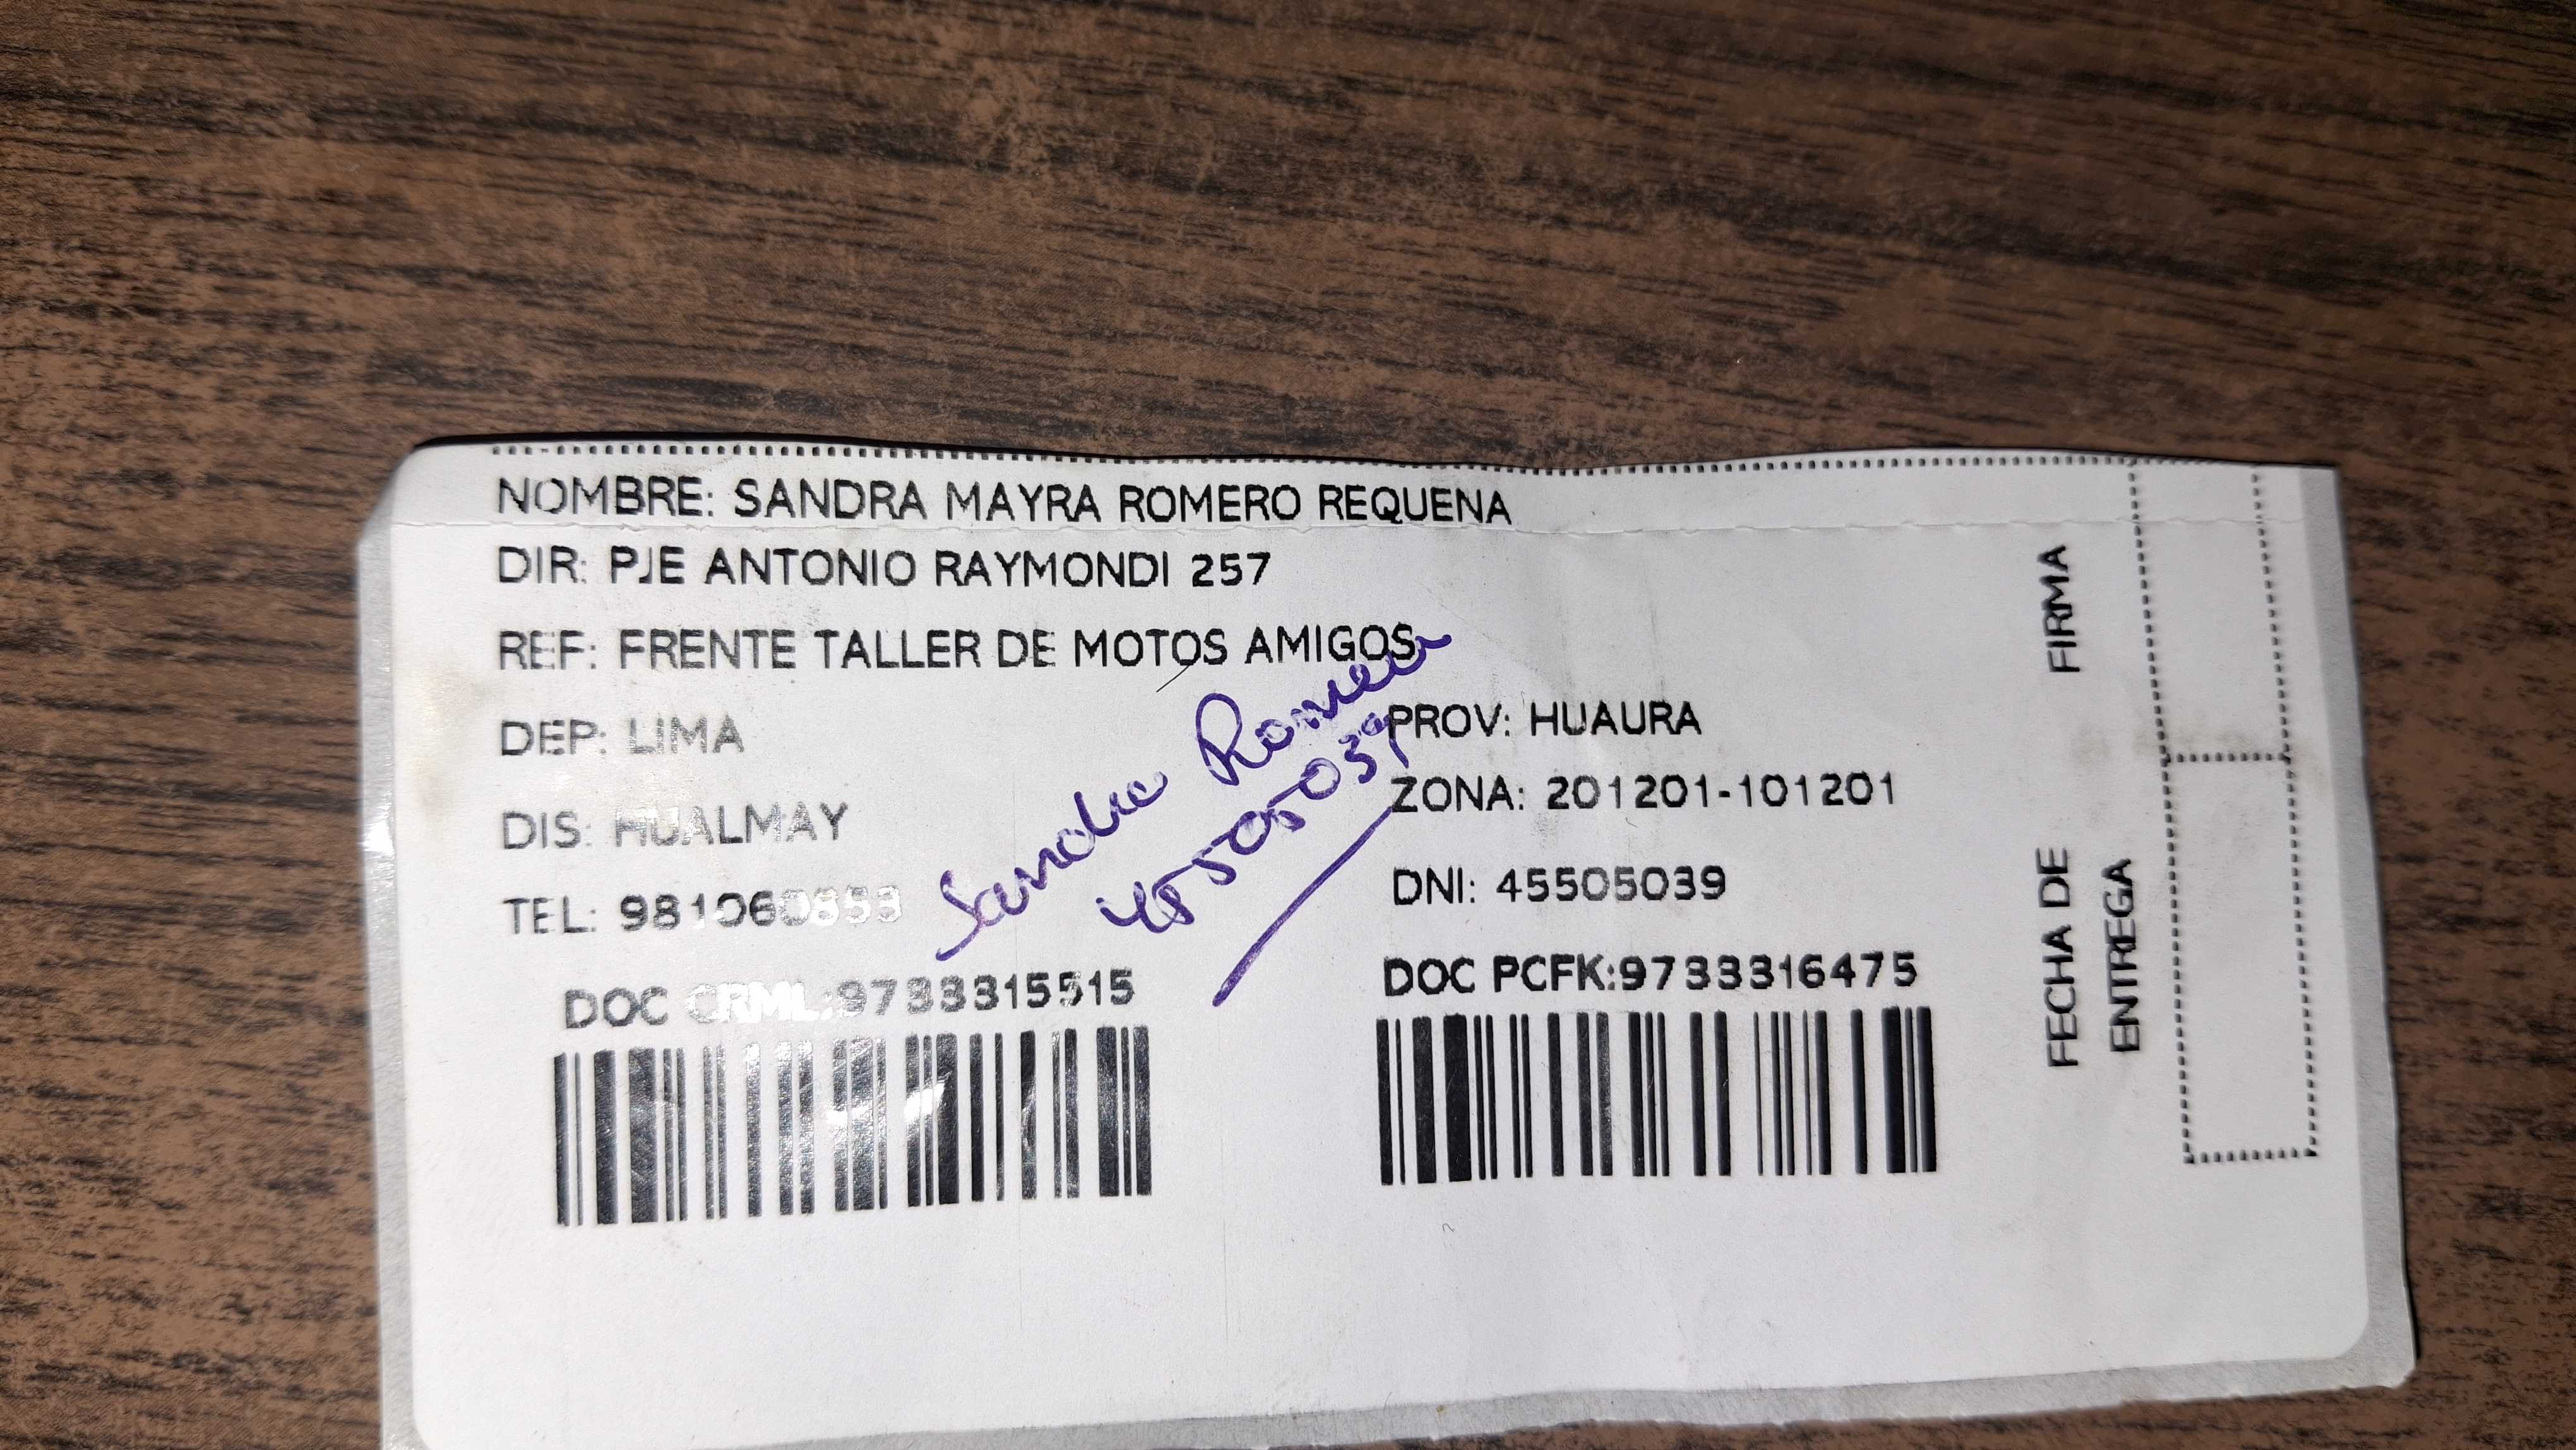 NOMBRE: SANDRA MAYRA ROMERO REQUENA
DIR: PJE ANTONIO RAYMONDI 257
REF: FRENTE TALLER DE MOTOS AMIGOS
DEP: LIMA
PROV: HUAURA
DIS: HUALMAY
ZONA: 201201-101201
TEL: 981060853
DNI: 45505039
Sandra Romero
45505039
DOC CRML:9733315515
DOC PCFK:9733316475
FIRMA
FECHA DE
ENTREGA